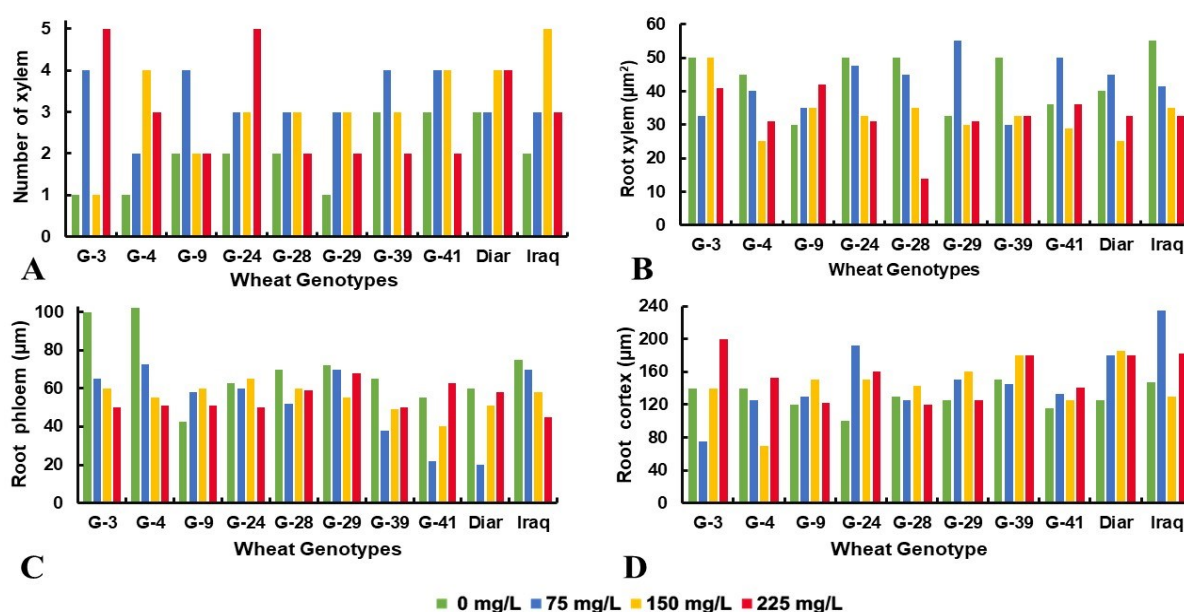 Number of xylem
5
4
3
2
1
0
G-3 G-4 G-9 G-24 G-28 G-29 G-39 G-41 Diar Iraq
A
Wheat Genotypes
Root xylem (µm²)
60
50
40
30
20
10
0
G-3 G-4 G-9 G-24 G-28 G-29 G-39 G-41 Diar Iraq
B
Wheat Genotypes
Root phloem (µm)
100
80
60
40
20
0
G-3 G-4 G-9 G-24 G-28 G-29 G-39 G-41 Diar Iraq
C
Wheat Genotypes
Root cortex (µm)
240
200
160
120
80
40
0
G-3 G-4 G-9 G-24 G-28 G-29 G-39 G-41 Diar Iraq
D
Wheat Genotype
0 mg/L 75 mg/L 150 mg/L 225 mg/L